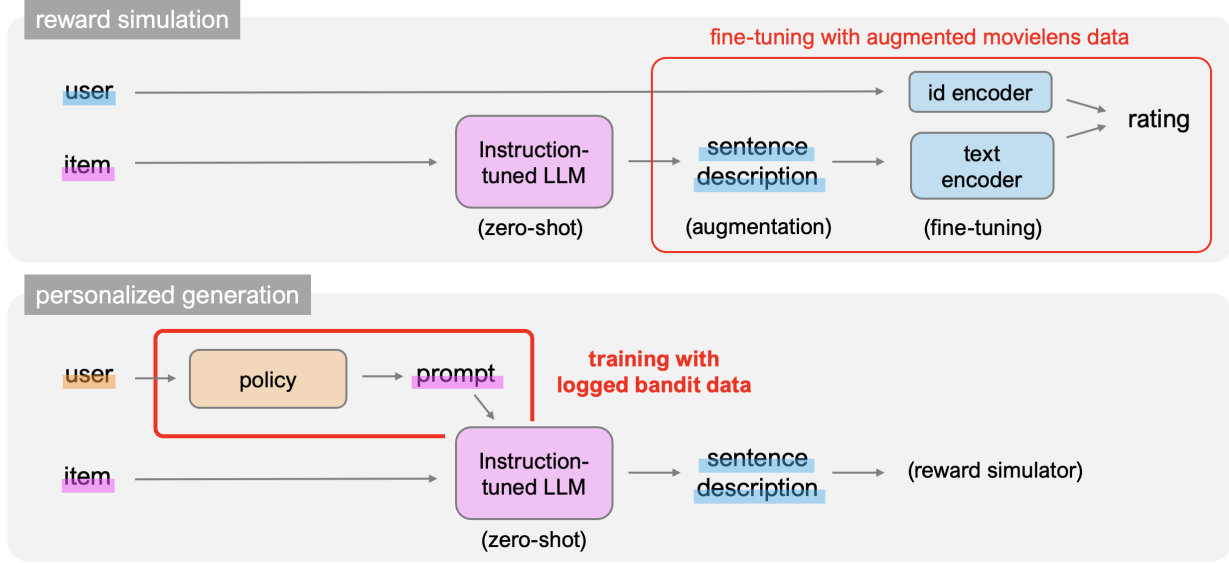 reward simulation
fine-tuning with augmented movielens data
user
id encoder
rating
item
Instruction-
tuned LLM
sentence
description
text
encoder
(zero-shot)
(augmentation)
(fine-tuning)
personalized generation
user
policy
prompt
training with
logged bandit data
item
Instruction-
tuned LLM
sentence
description
(reward simulator)
(zero-shot)